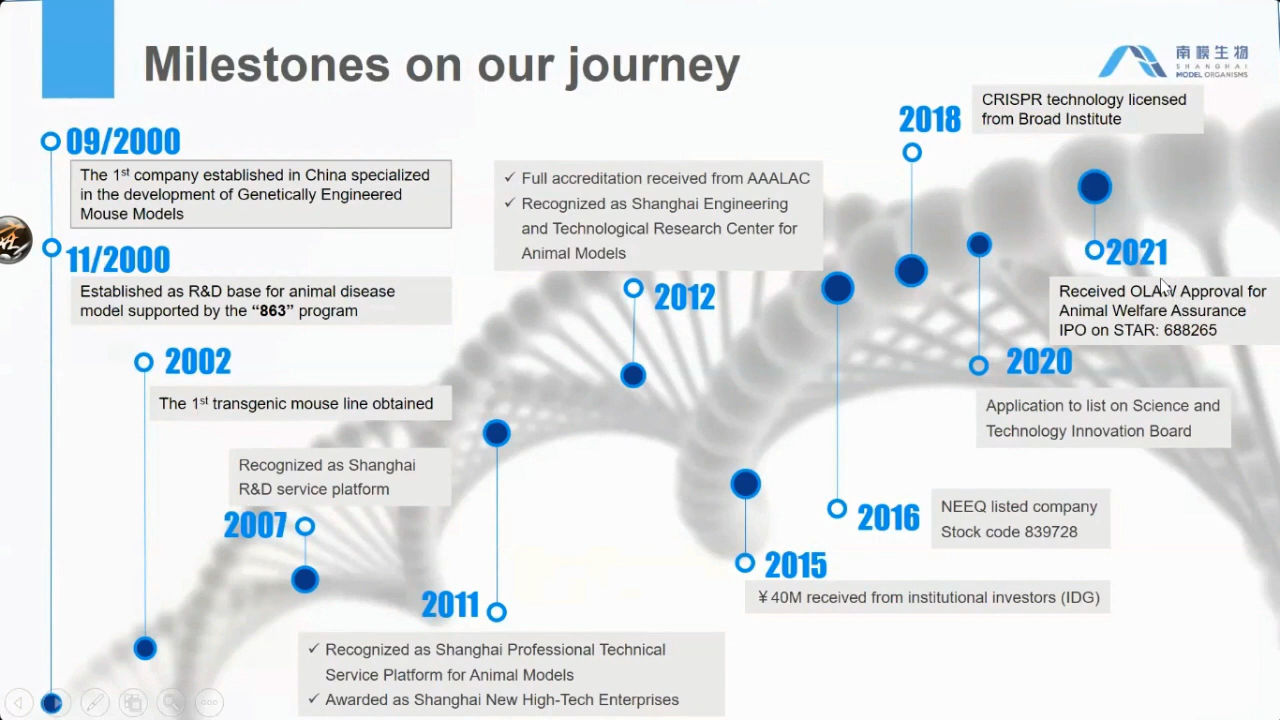 Milestones on our journey
南模生物
SHANGHAI
MODEL ORGANISMS
09/2000
The 1st company established in China specialized
in the development of Genetically Engineered
Mouse Models
11/2000
Established as R&D base for animal disease
model supported by the “863” program
2002
The 1st transgenic mouse line obtained
Recognized as Shanghai
R&D service platform
2007
2011
✓ Recognized as Shanghai Professional Technical
Service Platform for Animal Models
✓ Awarded as Shanghai New High-Tech Enterprises
✓ Full accreditation received from AAALAC
✓ Recognized as Shanghai Engineering
and Technological Research Center for
Animal Models
2012
2015
¥ 40M received from institutional investors (IDG)
2016
NEEQ listed company
Stock code 839728
2018
CRISPR technology licensed
from Broad Institute
2020
Application to list on Science and
Technology Innovation Board
2021
Received OLAW Approval for
Animal Welfare Assurance
IPO on STAR: 688265